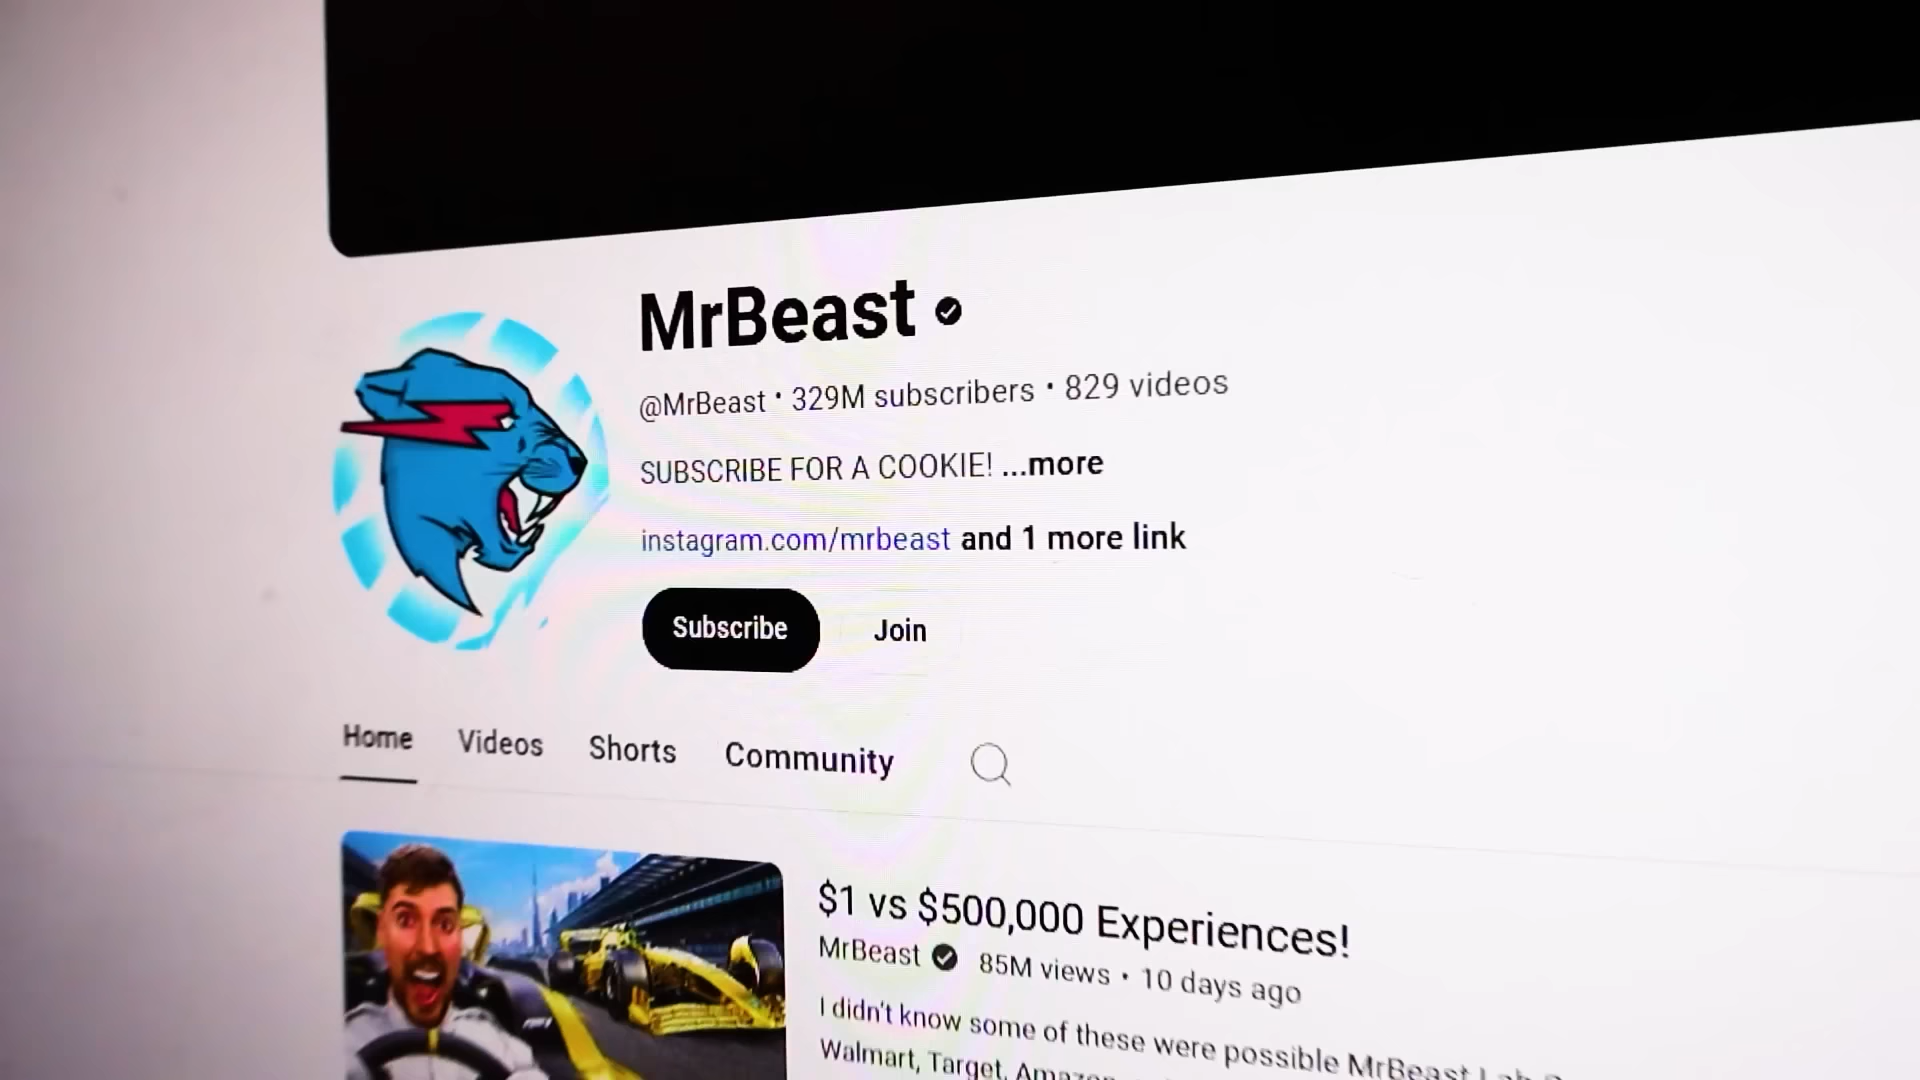 MrBeast
@MrBeast • 329M subscribers • 829 videos
SUBSCRIBE FOR A COOKIE! ...more
instagram.com/mrbeast and 1 more link
Subscribe Join
Home Videos Shorts Community
$1 vs $500,000 Experiences!
MrBeast 85M views • 10 days ago
I didn't know some of these were possible MrBeast Lab
Walmart, Target, Amazon